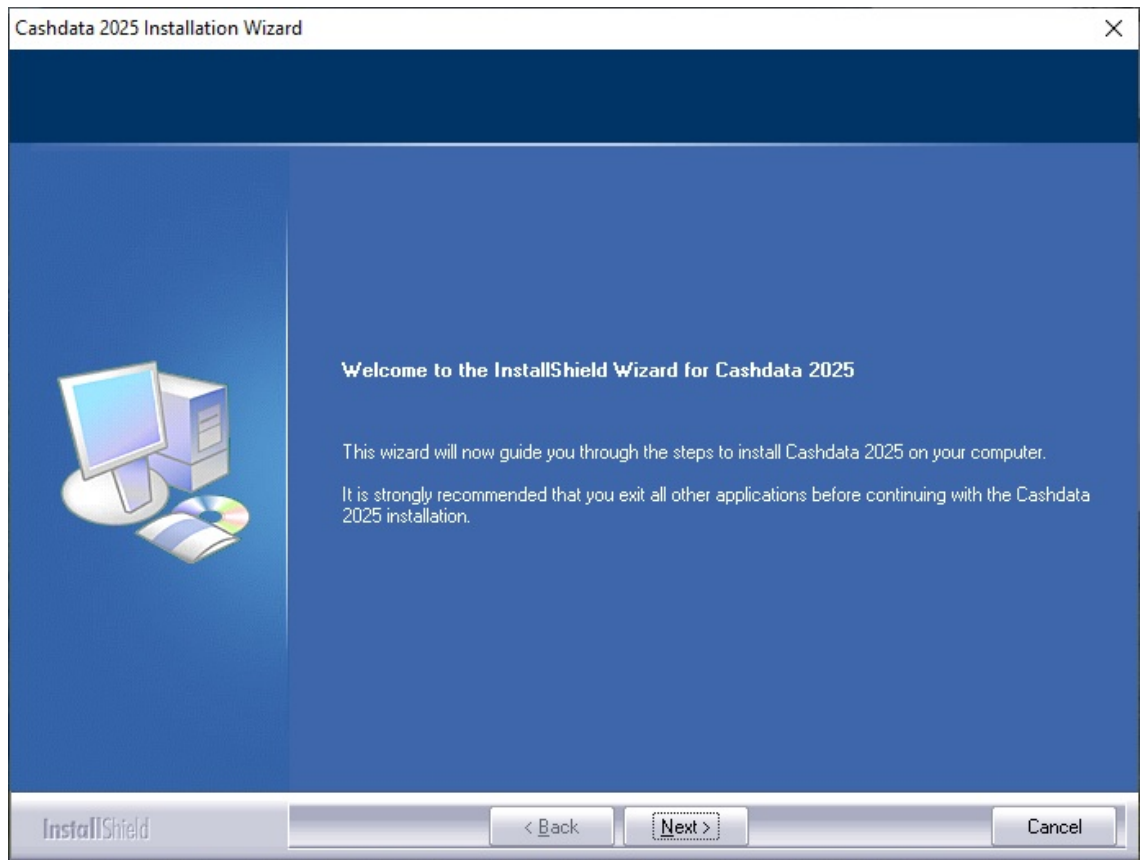 Cashdata 2025 Installation Wizard
Welcome to the InstallShield Wizard for Cashdata 2025
This wizard will now guide you through the steps to install Cashdata 2025 on your computer.
It is strongly recommended that you exit all other applications before continuing with the Cashdata
2025 installation.
InstallShield
< Back
Next >
Cancel